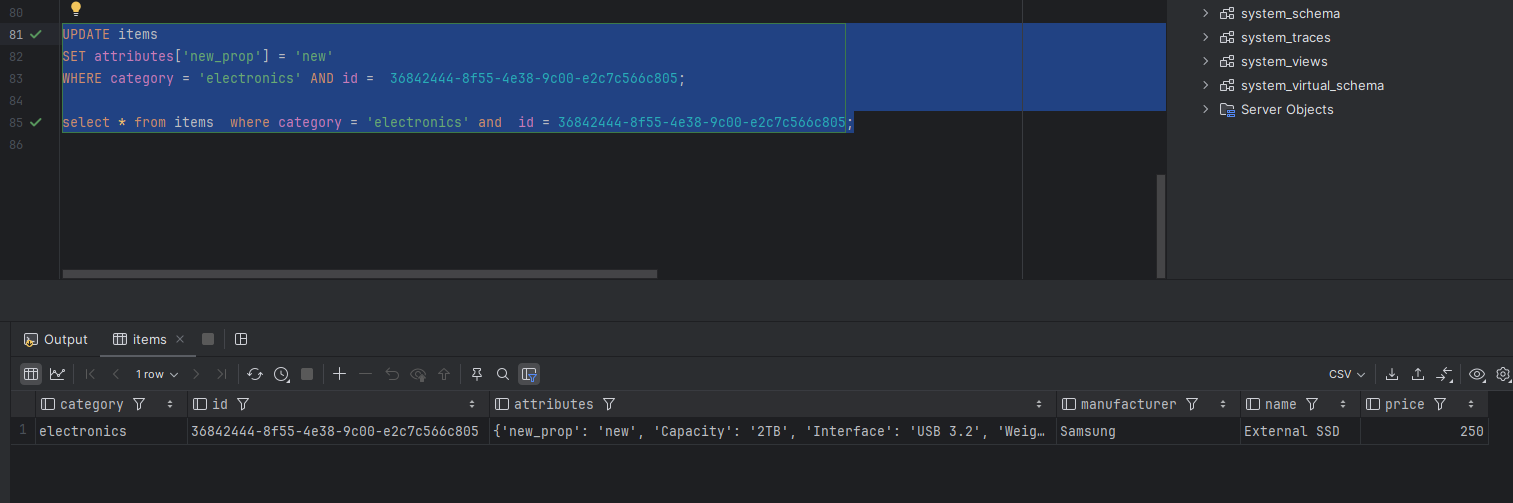 80
81 UPDATE items
82 SET attributes['new_prop'] = 'new'
83 WHERE category = 'electronics' AND id =  36842444-8f55-4e38-9c00-e2c7c566c805;
84
85 select * from items  where category = 'electronics' and  id = 36842444-8f55-4e38-9c00-e2c7c566c805;
86
system_schema
system_traces
system_views
system_virtual_schema
Server Objects
Output items
1 row CSV
category id attributes manufacturer name price
1 electronics 36842444-8f55-4e38-9c00-e2c7c566c805 {'new_prop': 'new', 'Capacity': '2TB', 'Interface': 'USB 3.2', 'Weig… Samsung External SSD 250